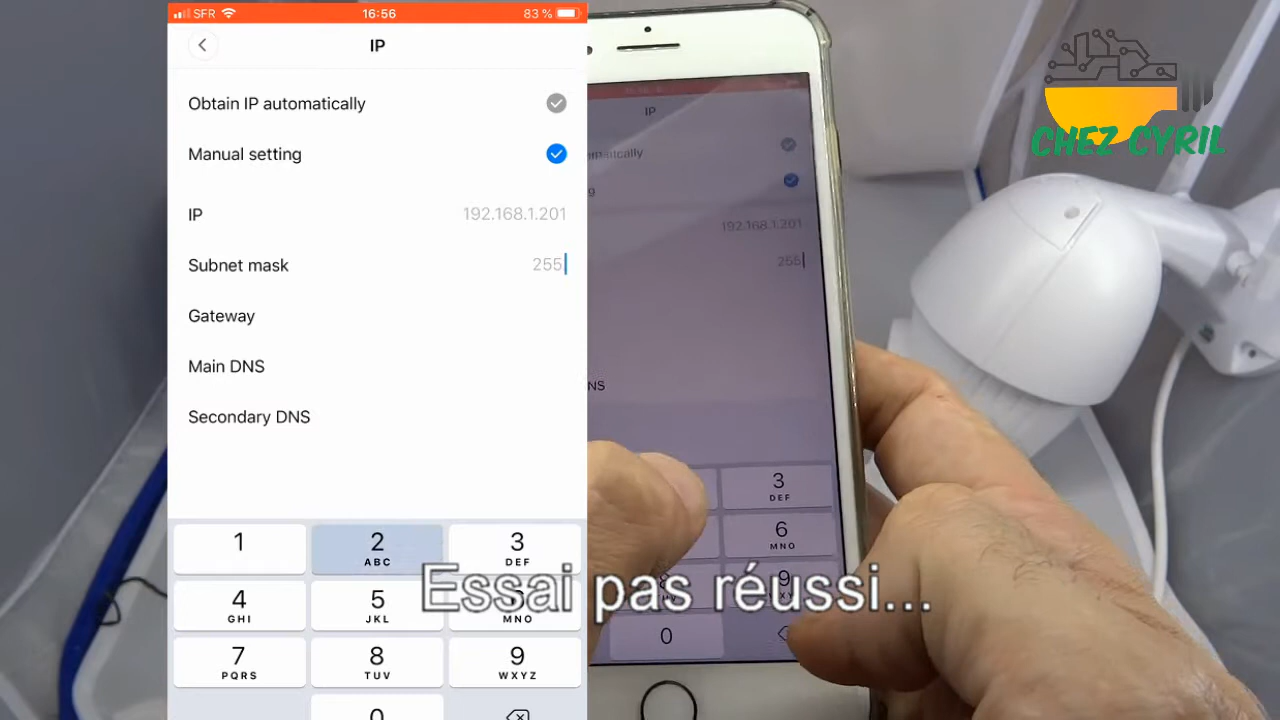 SFR 16:56 83 %
IP
Obtain IP automatically
Manual setting
IP 192.168.1.201
Subnet mask 255
Gateway
Main DNS
Secondary DNS
1
2 ABC
3 DEF
4 GHI
5 JKL
6 MNO
7 PQRS
8 TUV
9 WXYZ
0
IP
192.168.1.201
255
NS
3 DEF
6 MNO
9
0
CHEZ CYRIL
Essai pas réussi...